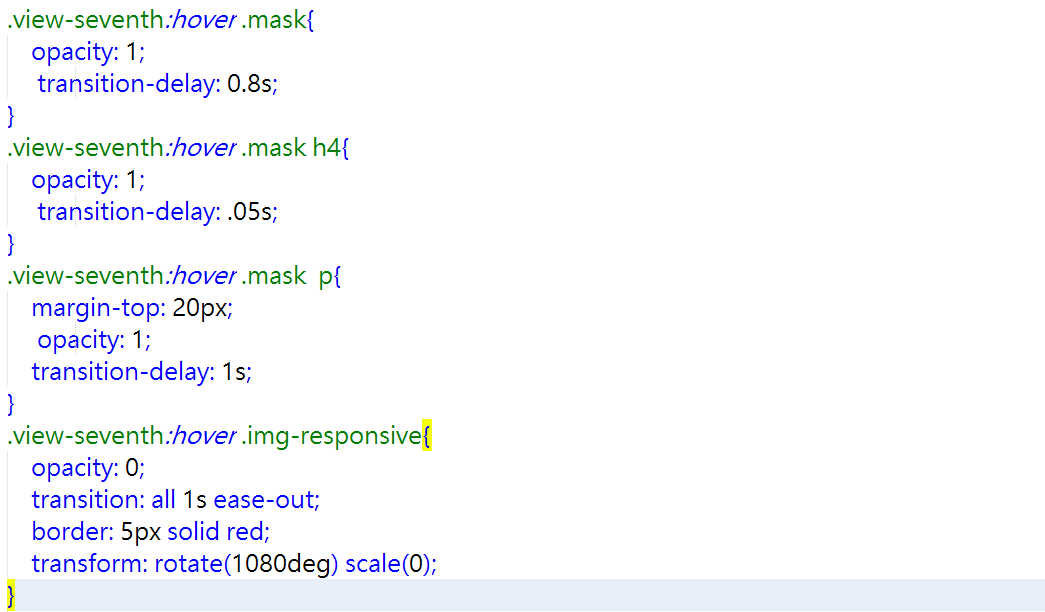 .view-seventh:hover .mask{
opacity: 1;
transition-delay: 0.8s;
}
.view-seventh:hover .mask h4{
opacity: 1;
transition-delay: .05s;
}
.view-seventh:hover .mask  p{
margin-top: 20px;
opacity: 1;
transition-delay: 1s;
}
.view-seventh:hover .img-responsive{
opacity: 0;
transition: all 1s ease-out;
border: 5px solid red;
transform: rotate(1080deg) scale(0);
}